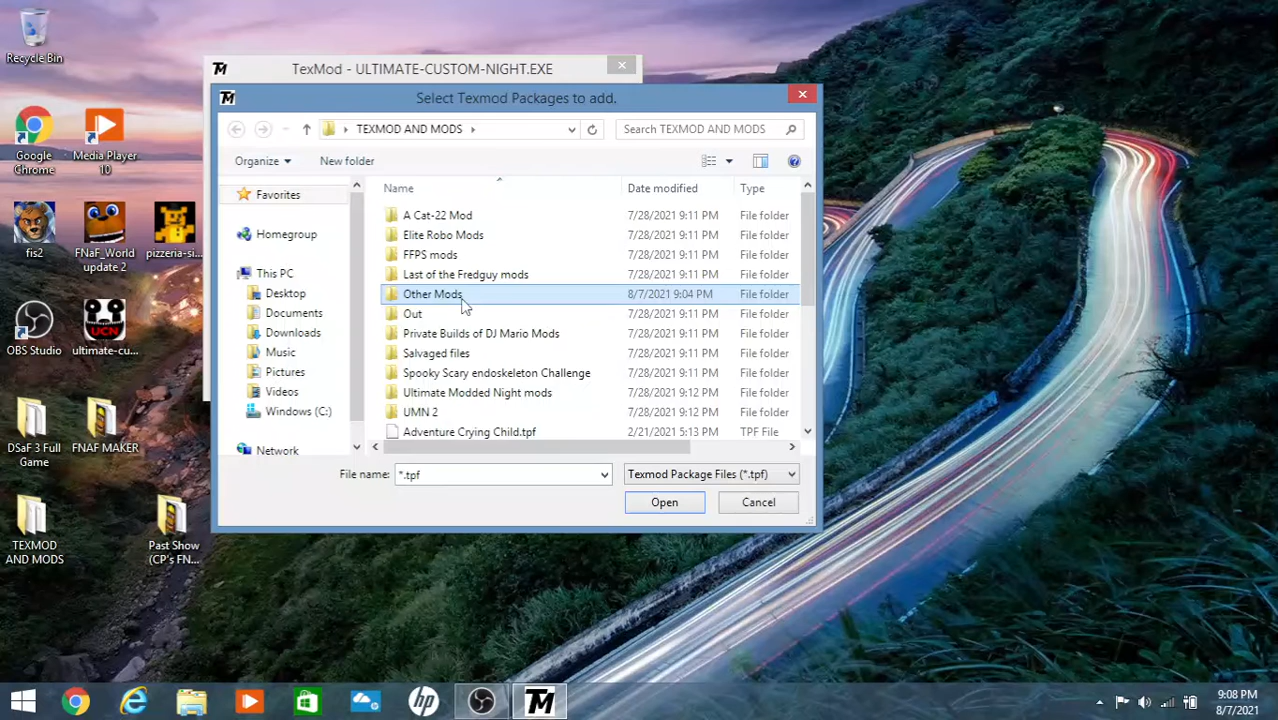 Recycle Bin
Google Chrome
Media Player 10
fis2
FNaF_World update 2
pizzeria-si...
OBS Studio
ultimate-cu...
UCN
DSaF 3 Full Game
FNAF MAKER
TEXMOD AND MODS
Past Show (CP's FN...
TM TexMod - ULTIMATE-CUSTOM-NIGHT.EXE
TM Select Texmod Packages to add.
TEXMOD AND MODS
Search TEXMOD AND MODS
Organize
New folder
Favorites
Homegroup
This PC
Desktop
Documents
Downloads
Music
Pictures
Videos
Windows (C:)
Network
Name Date modified Type
A Cat-22 Mod 7/28/2021 9:11 PM File folder
Elite Robo Mods 7/28/2021 9:11 PM File folder
FFPS mods 7/28/2021 9:11 PM File folder
Last of the Fredguy mods 7/28/2021 9:11 PM File folder
Other Mods 8/7/2021 9:04 PM File folder
Out 7/28/2021 9:11 PM File folder
Private Builds of DJ Mario Mods 7/28/2021 9:11 PM File folder
Salvaged files 7/28/2021 9:11 PM File folder
Spooky Scary endoskeleton Challenge 7/28/2021 9:11 PM File folder
Ultimate Modded Night mods 7/28/2021 9:12 PM File folder
UMN 2 7/28/2021 9:12 PM File folder
Adventure Crying Child.tpf 2/21/2021 5:13 PM TPF File
File name: *.tpf
Texmod Package Files (*.tpf)
Open
Cancel
hp
TM
9:08 PM
8/7/2021